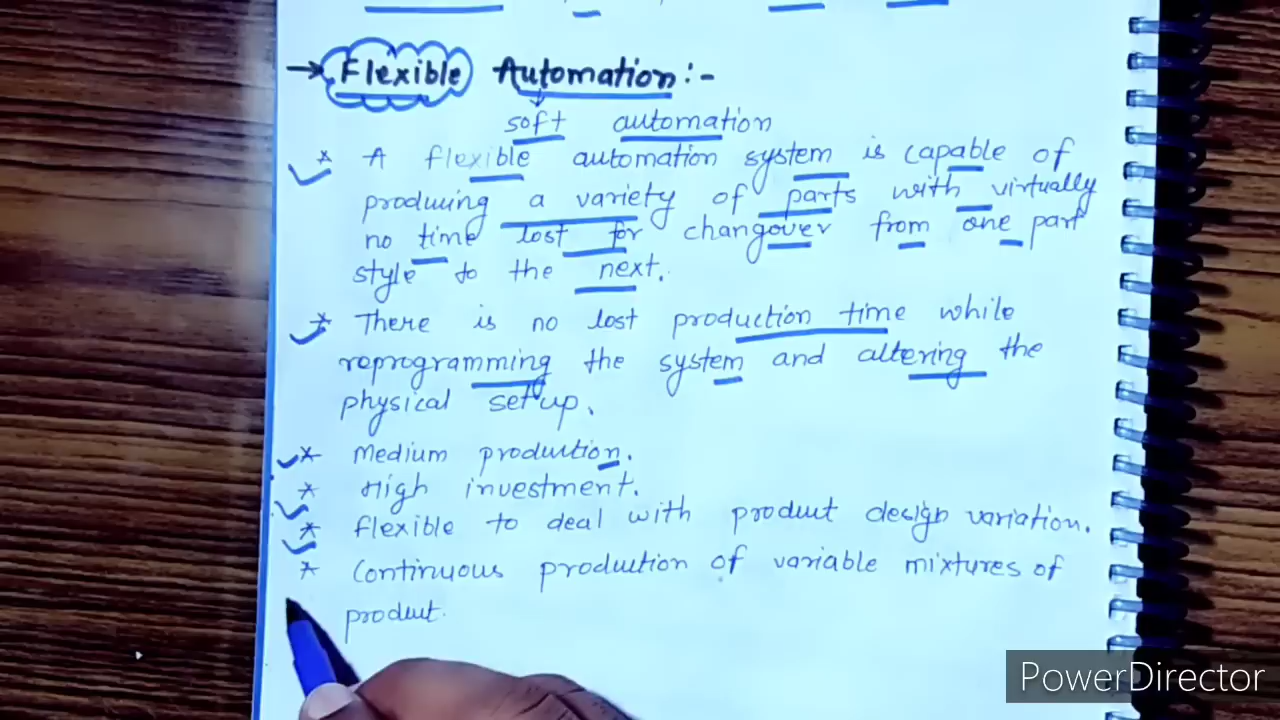 → Flexible Automation:-
soft automation
* A flexible automation system is capable of
producing a variety of parts with virtually
no time lost for changover from one part
style to the next.
* There is no lost production time while
reprogramming the system and altering the
physical setup.
* Medium production.
* High investment.
* flexible to deal with product design variation.
* Continuous production of variable mixtures of
product.
PowerDirector